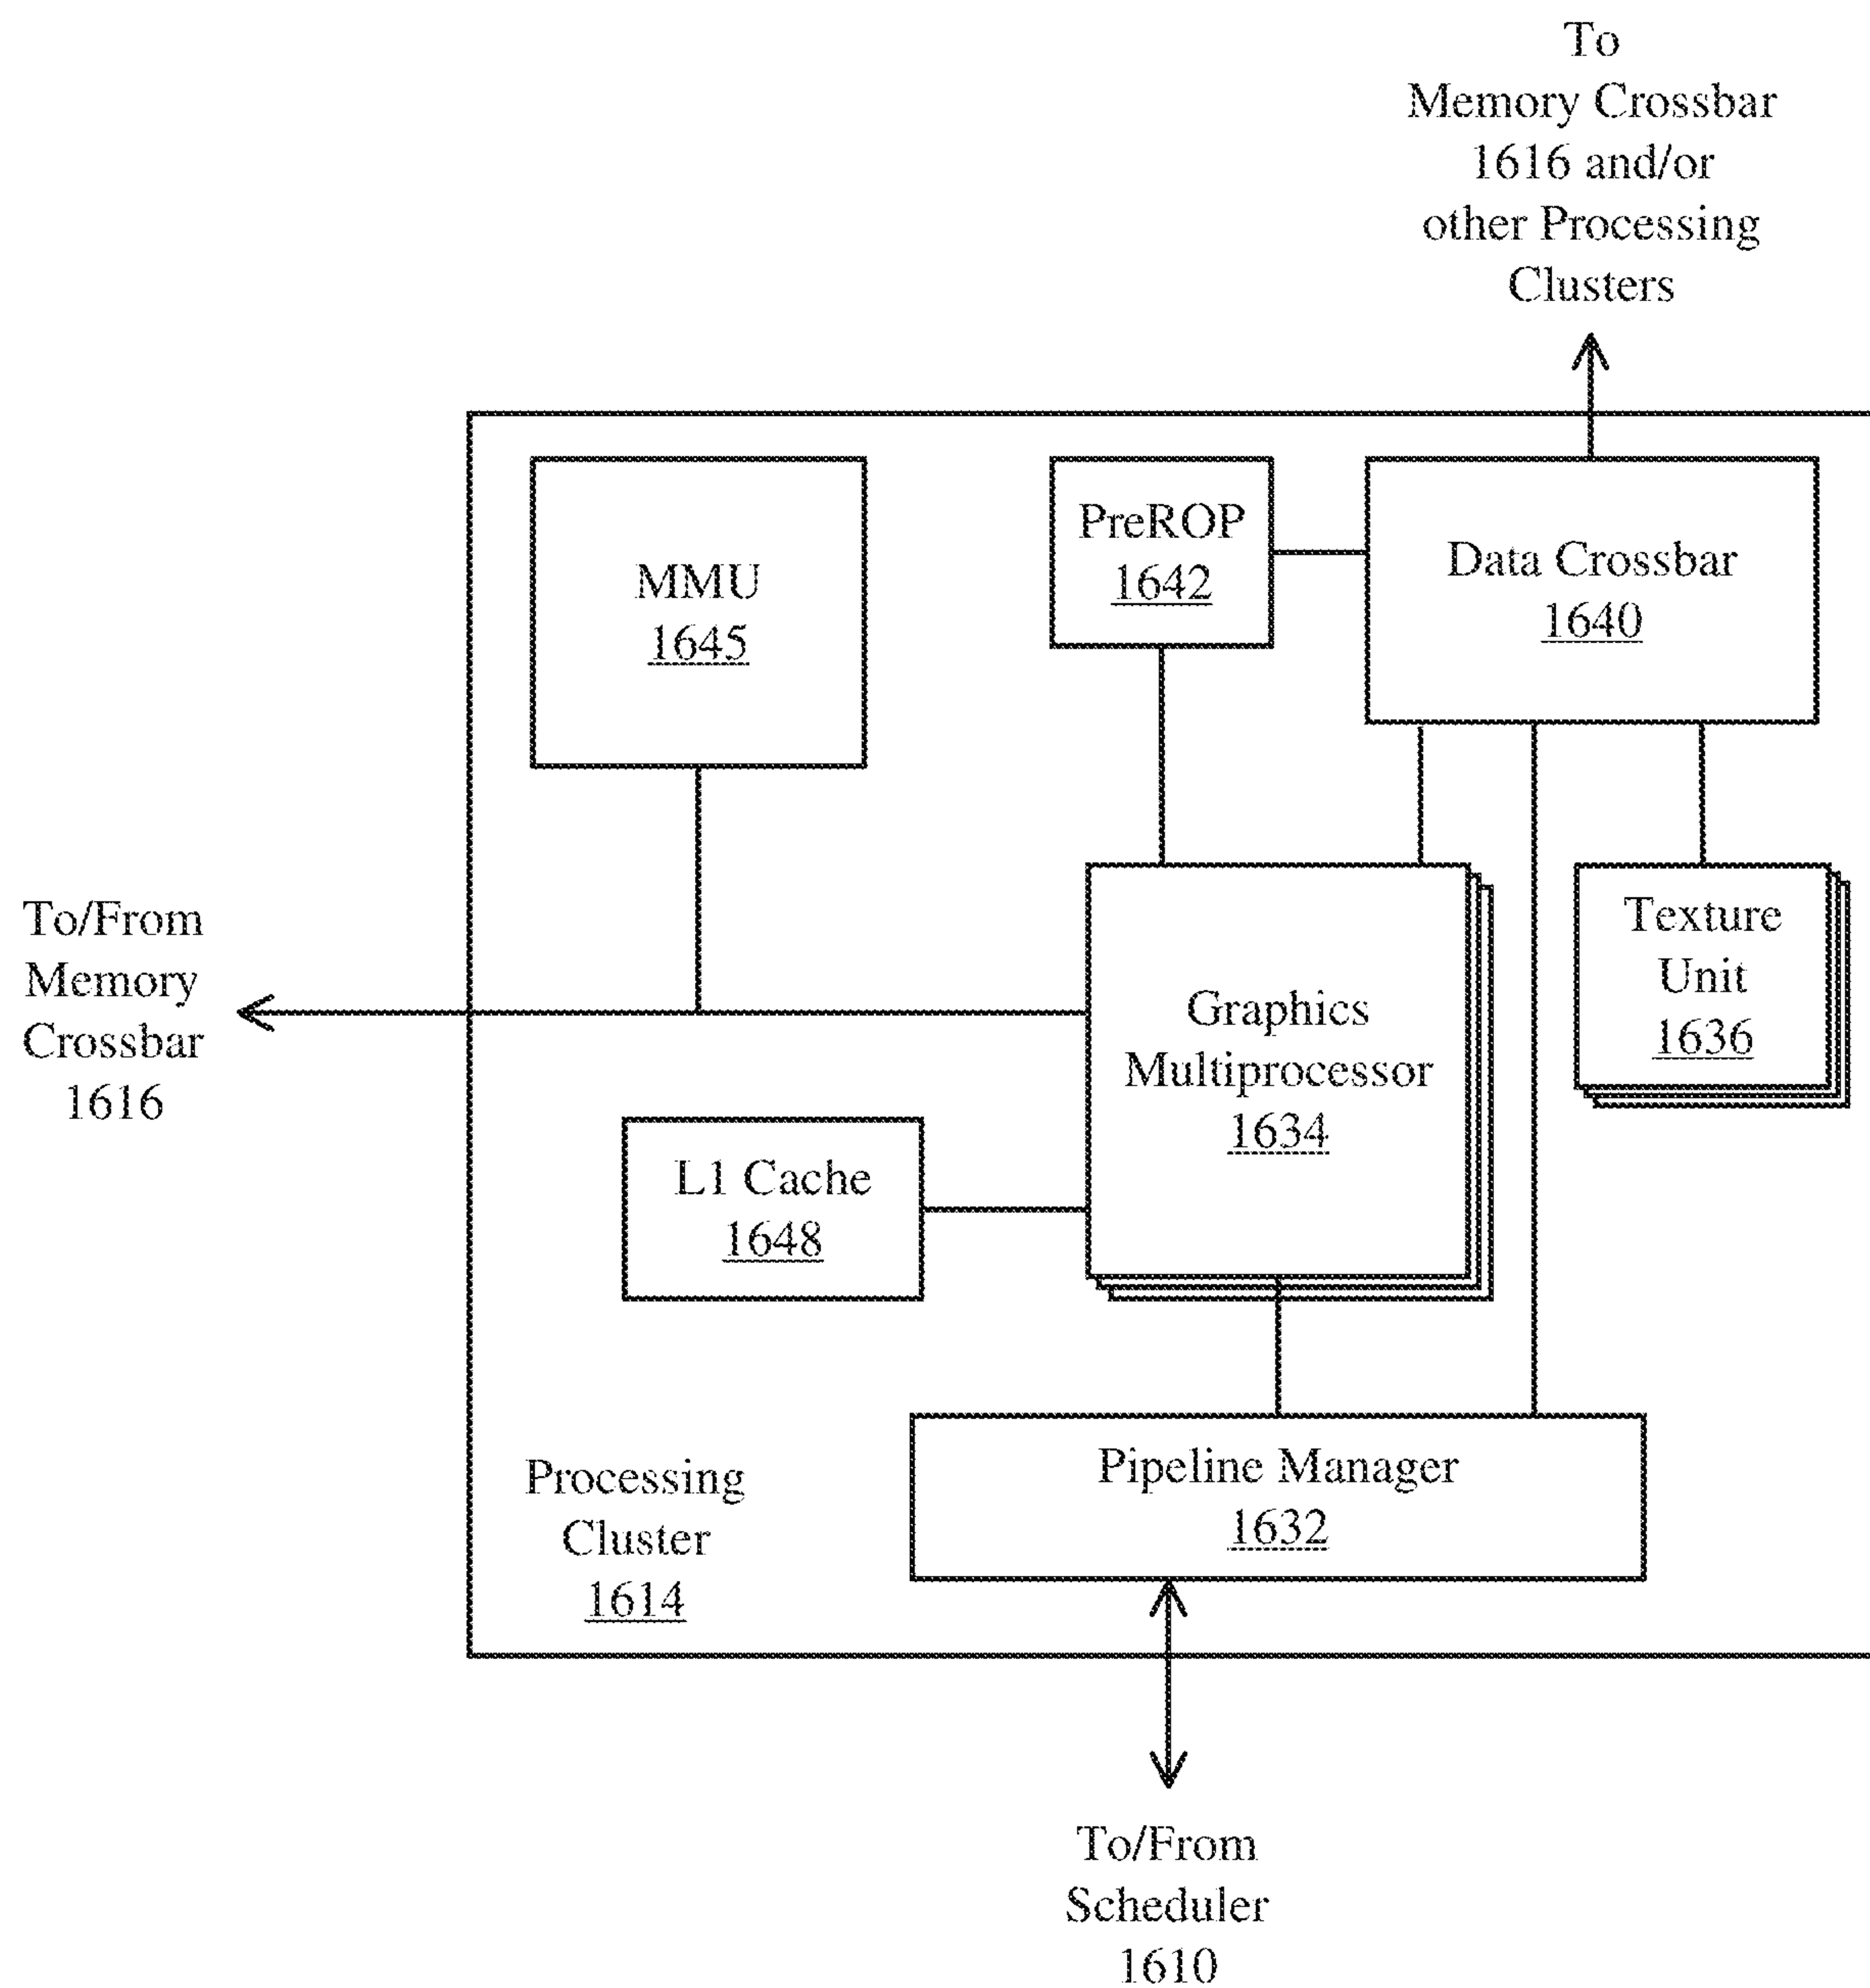 To
Memory Crossbar
1616 and/or
other Processing
Clusters
MMU
1645
PreROP
1642
Data Crossbar
1640
To/From
Memory
Crossbar
1616
Graphics
Multiprocessor
1634
Texture
Unit
1636
L1 Cache
1648
Processing
Cluster
1614
Pipeline Manager
1632
To/From
Scheduler
1610